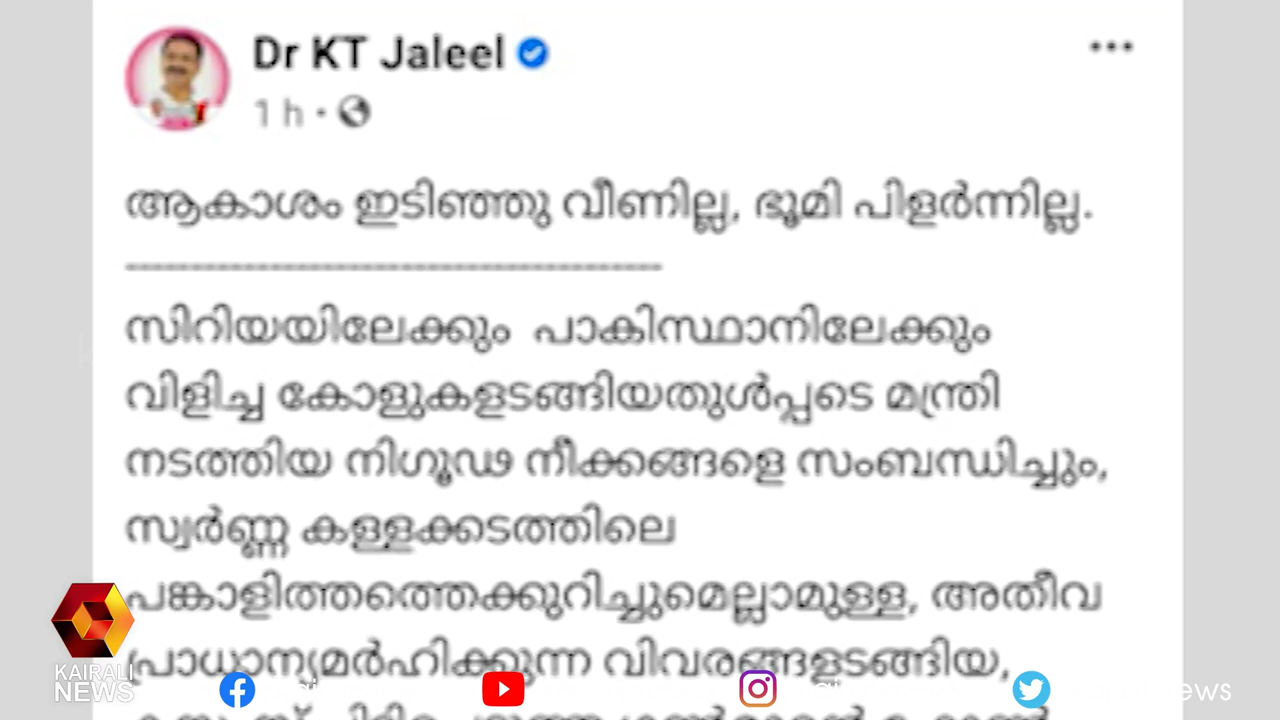 Dr KT Jaleel
1 h
ആകാശം ഇടിഞ്ഞു വീണില്ല, ഭൂമി പിളർന്നില്ല.
-----------------------------------------
സിറിയയിലേക്കും പാകിസ്ഥാനിലേക്കും
വിളിച്ച കോളുകളടങ്ങിയതുൾപ്പടെ മന്ത്രി
നടത്തിയ നിഗൂഢ നീക്കങ്ങളെ സംബന്ധിച്ചും,
സ്വർണ്ണ കള്ളക്കടത്തിലെ
പങ്കാളിത്തത്തെക്കുറിച്ചുമെല്ലാമുള്ള, അതീവ
പ്രാധാന്യമർഹിക്കുന്ന വിവരങ്ങളടങ്ങിയ,
KAIRALI
NEWS